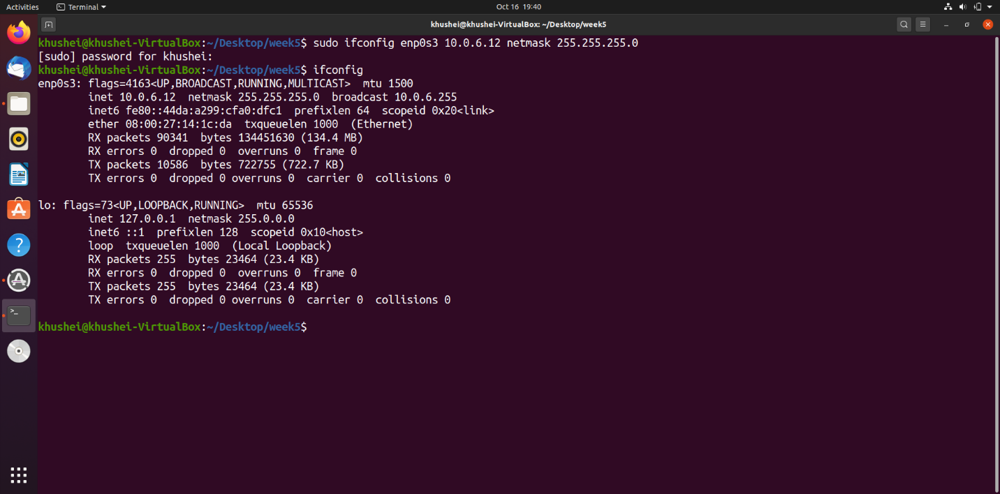 Activities Terminal Oct 16 19:40
khushei@khushei-VirtualBox: ~/Desktop/week5
khushei@khushei-VirtualBox:~/Desktop/week5$ sudo ifconfig enp0s3 10.0.6.12 netmask 255.255.255.0
[sudo] password for khushei:
khushei@khushei-VirtualBox:~/Desktop/week5$ ifconfig
enp0s3: flags=4163<UP,BROADCAST,RUNNING,MULTICAST>  mtu 1500
        inet 10.0.6.12  netmask 255.255.255.0  broadcast 10.0.6.255
        inet6 fe80::44da:a299:cfa0:dfc1  prefixlen 64  scopeid 0x20<link>
        ether 08:00:27:14:1c:da  txqueuelen 1000  (Ethernet)
        RX packets 90341  bytes 134451630 (134.4 MB)
        RX errors 0  dropped 0  overruns 0  frame 0
        TX packets 10586  bytes 722755 (722.7 KB)
        TX errors 0  dropped 0 overruns 0  carrier 0  collisions 0

lo: flags=73<UP,LOOPBACK,RUNNING>  mtu 65536
        inet 127.0.0.1  netmask 255.0.0.0
        inet6 ::1  prefixlen 128  scopeid 0x10<host>
        loop  txqueuelen 1000  (Local Loopback)
        RX packets 255  bytes 23464 (23.4 KB)
        RX errors 0  dropped 0  overruns 0  frame 0
        TX packets 255  bytes 23464 (23.4 KB)
        TX errors 0  dropped 0 overruns 0  carrier 0  collisions 0

khushei@khushei-VirtualBox:~/Desktop/week5$